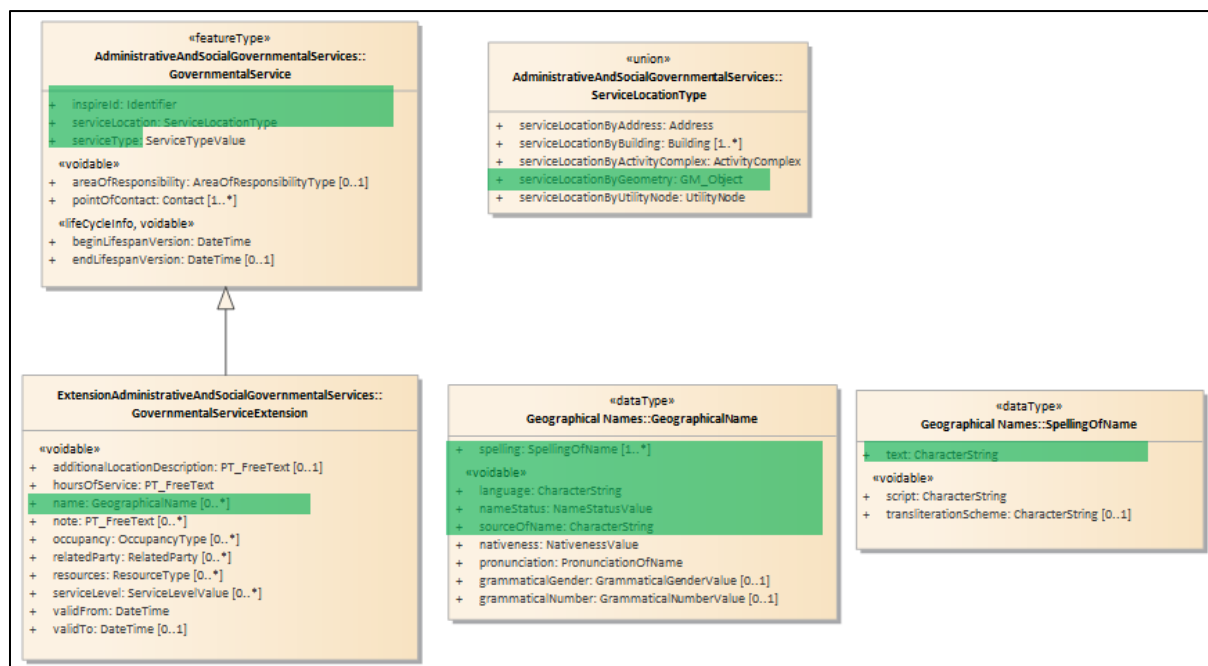 «featureType»
AdministrativeAndSocialGovernmentalServices::
GovernmentalService
+ inspireId: Identifier
+ serviceLocation: ServiceLocationType
+ serviceType: ServiceTypeValue
«voidable»
+ areaOfResponsibility: AreaOfResponsibilityType [0..1]
+ pointOfContact: Contact [1..*]
«lifeCycleInfo, voidable»
+ beginLifespanVersion: DateTime
+ endLifespanVersion: DateTime [0..1]
«union»
AdministrativeAndSocialGovernmentalServices::
ServiceLocationType
+ serviceLocationByAddress: Address
+ serviceLocationByBuilding: Building [1..*]
+ serviceLocationByActivityComplex: ActivityComplex
+ serviceLocationByGeometry: GM_Object
+ serviceLocationByUtilityNode: UtilityNode
ExtensionAdministrativeAndSocialGovernmentalServices::
GovernmentalServiceExtension
«voidable»
+ additionalLocationDescription: PT_FreeText [0..1]
+ hoursOfService: PT_FreeText
+ name: GeographicalName [0..*]
+ note: PT_FreeText [0..*]
+ occupancy: OccupancyType [0..*]
+ relatedParty: RelatedParty [0..*]
+ resources: ResourceType [0..*]
+ serviceLevel: ServiceLevelValue [0..*]
+ validFrom: DateTime
+ validTo: DateTime [0..1]
«dataType»
Geographical Names::GeographicalName
+ spelling: SpellingOfName [1..*]
«voidable»
+ language: CharacterString
+ nameStatus: NameStatusValue
+ sourceOfName: CharacterString
+ nativeness: NativenessValue
+ pronunciation: PronunciationOfName
+ grammaticalGender: GrammaticalGenderValue [0..1]
+ grammaticalNumber: GrammaticalNumberValue [0..1]
«dataType»
Geographical Names::SpellingOfName
+ text: CharacterString
«voidable»
+ script: CharacterString
+ transliterationScheme: CharacterString [0..1]